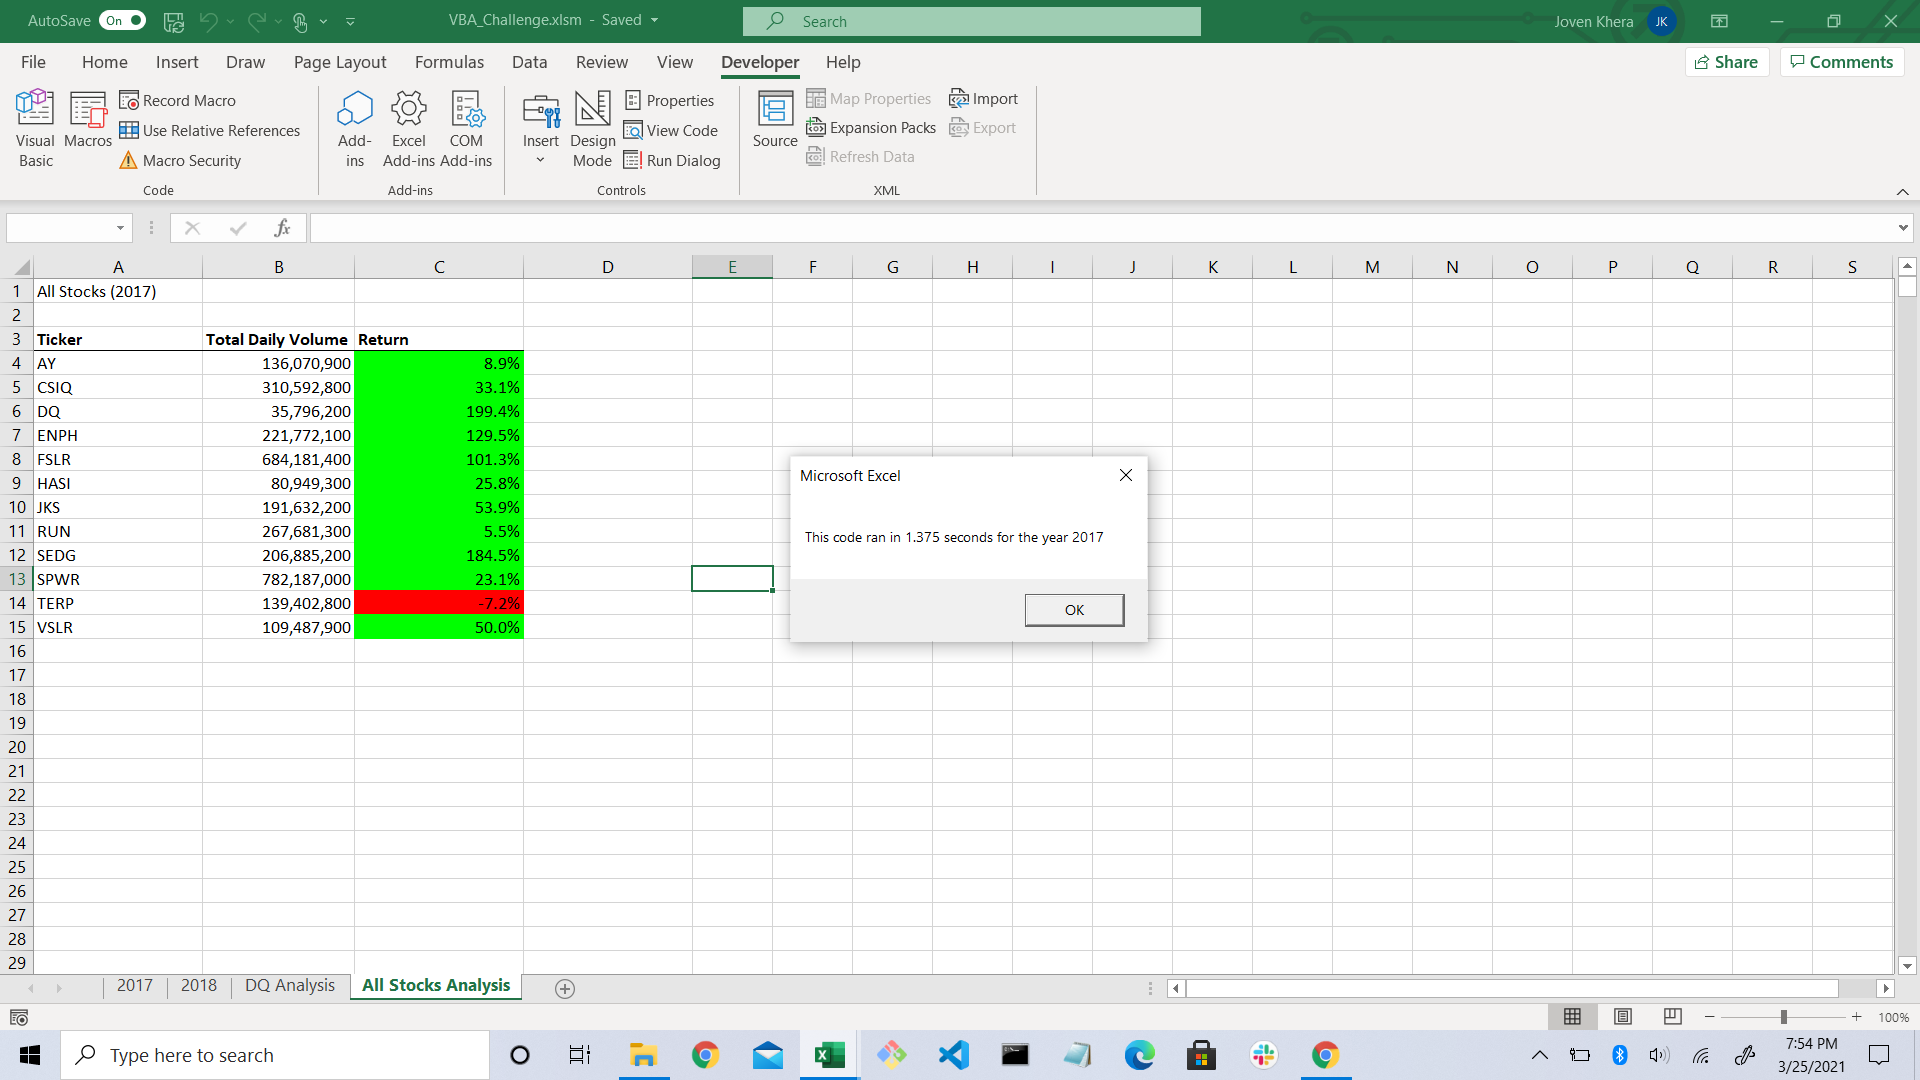 AutoSave On VBA_Challenge.xlsm - Saved Search Joven Khera JK
File Home Insert Draw Page Layout Formulas Data Review View Developer Help Share Comments
Visual Basic
Macros
Record Macro
Use Relative References
Macro Security
Code
Add-ins
Excel Add-ins
COM Add-ins
Add-ins
Insert
Design Mode
Properties
View Code
Run Dialog
Controls
Source
Map Properties
Expansion Packs
Refresh Data
Import
Export
XML
fx
A B C D E F G H I J K L M N O P Q R S
1 All Stocks (2017)
2
3 Ticker Total Daily Volume Return
4 AY 136,070,900 8.9%
5 CSIQ 310,592,800 33.1%
6 DQ 35,796,200 199.4%
7 ENPH 221,772,100 129.5%
8 FSLR 684,181,400 101.3%
9 HASI 80,949,300 25.8%
10 JKS 191,632,200 53.9%
11 RUN 267,681,300 5.5%
12 SEDG 206,885,200 184.5%
13 SPWR 782,187,000 23.1%
14 TERP 139,402,800 -7.2%
15 VSLR 109,487,900 50.0%
16
17
18
19
20
21
22
23
24
25
26
27
28
29
Microsoft Excel
This code ran in 1.375 seconds for the year 2017
OK
2017 2018 DQ Analysis All Stocks Analysis
100%
Type here to search
7:54 PM
3/25/2021